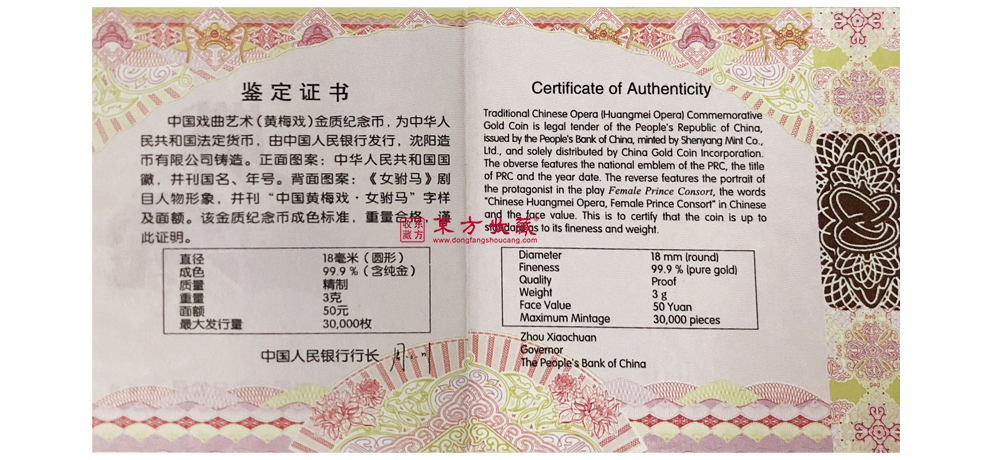 鉴定证书
中国戏曲艺术（黄梅戏）金质纪念币，为中华人
民共和国法定货币，由中国人民银行发行，沈阳造
币有限公司铸造。正面图案：中华人民共和国国
徽，并刊国名、年号。背面图案：《女驸马》剧
目人物形象，并刊“中国黄梅戏·女驸马”字样
及面额。该金质纪念币成色标准，重量合格，谨
此证明。
直径 18毫米（圆形）
成色 99.9％（含纯金）
质量 精制
重量 3克
面额 50元
最大发行量 30,000枚
中国人民银行行长
Certificate of Authenticity
Traditional Chinese Opera (Huangmei Opera) Commemorative
Gold Coin is legal tender of the People's Republic of China,
issued by the People's Bank of China, minted by Shenyang Mint Co.,
Ltd., and solely distributed by China Gold Coin Incorporation.
The obverse features the national emblem of the PRC, the title
of PRC and the year date. The reverse features the portrait of
the protagonist in the play Female Prince Consort, the words
"Chinese Huangmei Opera, Female Prince Consort" in Chinese
and the face value. This is to certify that the coin is up to
standard as to its fineness and weight.
Diameter 18 mm (round)
Fineness 99.9 % (pure gold)
Quality Proof
Weight 3 g
Face Value 50 Yuan
Maximum Mintage 30,000 pieces
Zhou Xiaochuan
Governor
The People's Bank of China
東方收藏
www.dongfangshoucang.com